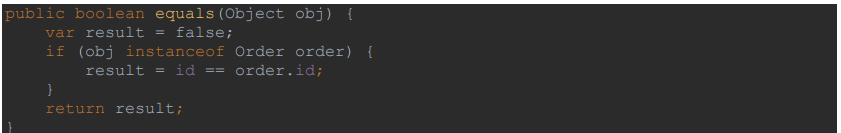 public boolean equals(Object obj) {
    var result = false;
    if (obj instanceof Order order) {
        result = id == order.id;
    }
    return result;
}